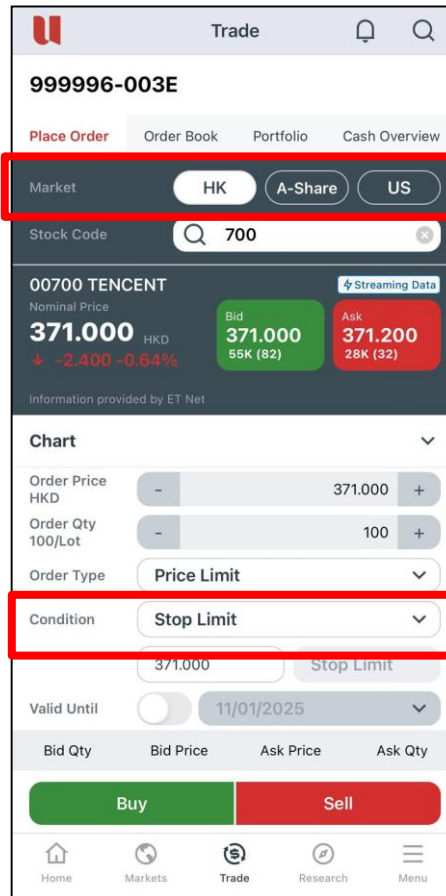 Trade
999996-003E
Place Order Order Book Portfolio Cash Overview
Market HK A-Share US
Stock Code 700
00700 TENCENT Streaming Data
Nominal Price Bid Ask
371.000 HKD 371.000 371.200
↓ -2.400 -0.64% 55K (82) 28K (32)
Information provided by ET Net
Chart
Order Price
HKD - 371.000 +
Order Qty
100/Lot - 100 +
Order Type Price Limit
Condition Stop Limit
371.000 Stop Limit
Valid Until 11/01/2025
Bid Qty Bid Price Ask Price Ask Qty
Buy Sell
Home Markets Trade Research Menu